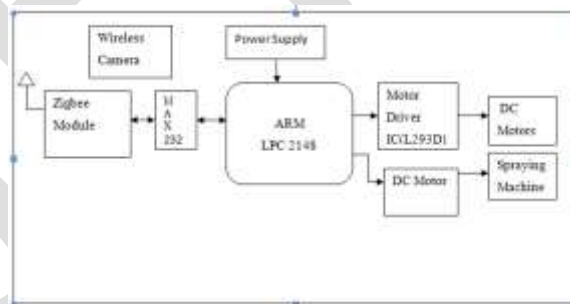 Wireless
Camera
Power Supply
Zigbee
Module
M
A
X
232
ARM
LPC 2148
Motor
Driver
IC(L293D)
DC
Motors
DC Motor
Spraying
Machine